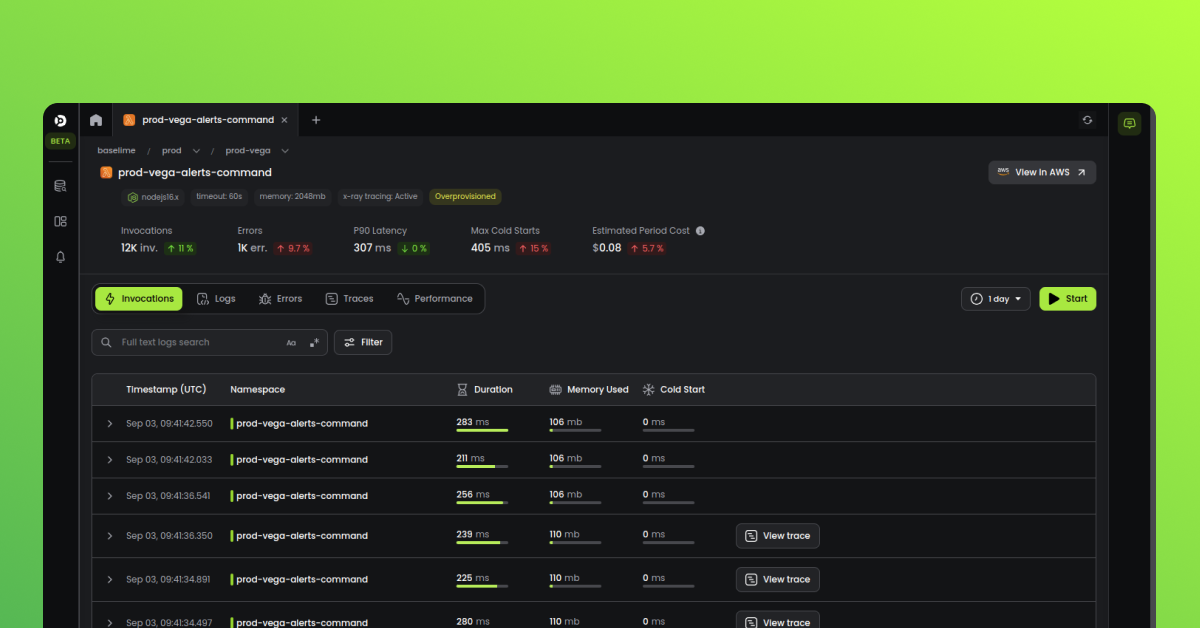 prod-vega-alerts-command
BETA
baselime / prod / prod-vega
prod-vega-alerts-command
aws View in AWS
nodejs16.x timeout: 60s memory: 2048mb x-ray tracing: Active Overprovisioned
Invocations Errors P90 Latency Max Cold Starts Estimated Period Cost
12K inv. ↑ 11 % 1K err. ↑ 9.7 % 307 ms ↓ 0 % 405 ms ↑ 15 % $0.08 ↑ 5.7 %
Invocations Logs Errors Traces Performance 1 day Start
Full text logs search Aa .* Filter
Timestamp (UTC) Namespace Duration Memory Used Cold Start
Sep 03, 09:41:42.550 prod-vega-alerts-command 283 ms 106 mb 0 ms
Sep 03, 09:41:42.033 prod-vega-alerts-command 211 ms 106 mb 0 ms
Sep 03, 09:41:36.541 prod-vega-alerts-command 256 ms 106 mb 0 ms
Sep 03, 09:41:36.350 prod-vega-alerts-command 239 ms 110 mb 0 ms View trace
Sep 03, 09:41:34.891 prod-vega-alerts-command 225 ms 110 mb 0 ms View trace
Sep 03, 09:41:34.497 prod-vega-alerts-command 280 ms 110 mb 0 ms View trace